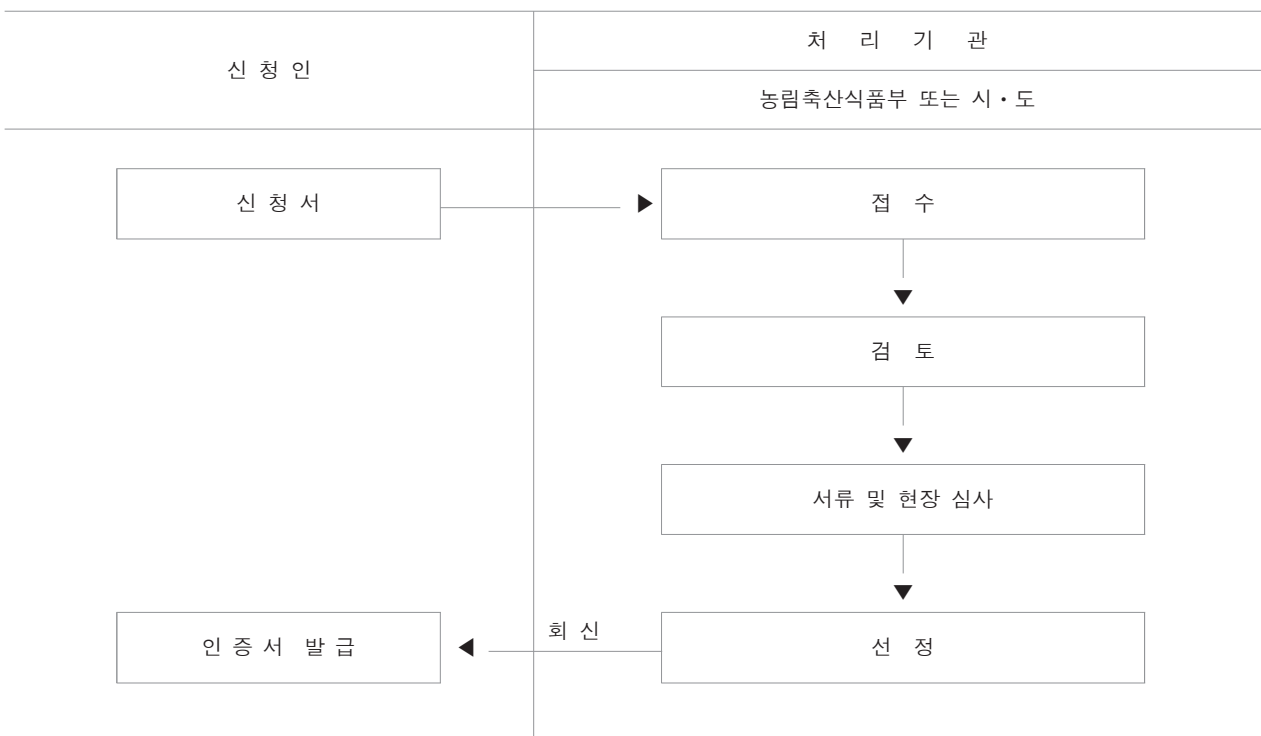 신 청 인
처 리 기 관
농림축산식품부 또는 시・도
신 청 서
접 수
검 토
서류 및 현장 심사
인 증 서 발 급
회 신
선 정